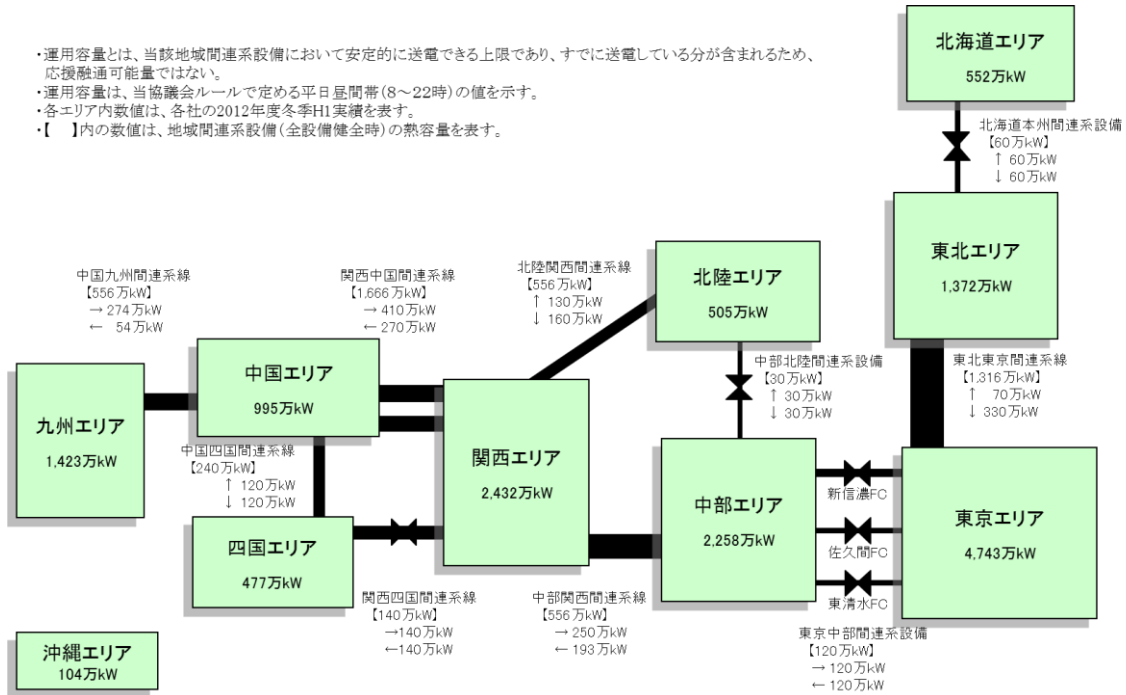 ・運用容量とは、当該地域間連系設備において安定的に送電できる上限であり、すでに送電している分が含まれるため、
応援融通可能量ではない。
・運用容量は、当協議会ルールで定める平日昼間帯(8～22時)の値を示す。
・各エリア内数値は、各社の2012年度冬季H1実績を表す。
・【　】内の数値は、地域間連系設備(全設備健全時)の熱容量を表す。
北海道エリア
552万kW
北海道本州間連系設備
【60万kW】
↑ 60万kW
↓ 60万kW
東北エリア
1,372万kW
中国九州間連系線
【556万kW】
→ 274万kW
← 54万kW
関西中国間連系線
【1,666万kW】
→ 410万kW
← 270万kW
北陸関西間連系線
【556万kW】
↑ 130万kW
↓ 160万kW
北陸エリア
505万kW
中部北陸間連系設備
【30万kW】
↑ 30万kW
↓ 30万kW
東北東京間連系線
【1,316万kW】
↑ 70万kW
↓ 330万kW
九州エリア
1,423万kW
中国エリア
995万kW
中国四国間連系線
【240万kW】
↑ 120万kW
↓ 120万kW
関西エリア
2,432万kW
中部エリア
2,258万kW
新信濃FC
佐久間FC
東清水FC
東京エリア
4,743万kW
四国エリア
477万kW
関西四国間連系線
【140万kW】
→140万kW
←140万kW
中部関西間連系線
【556万kW】
→ 250万kW
← 193万kW
東京中部間連系設備
【120万kW】
→ 120万kW
← 120万kW
沖縄エリア
104万kW